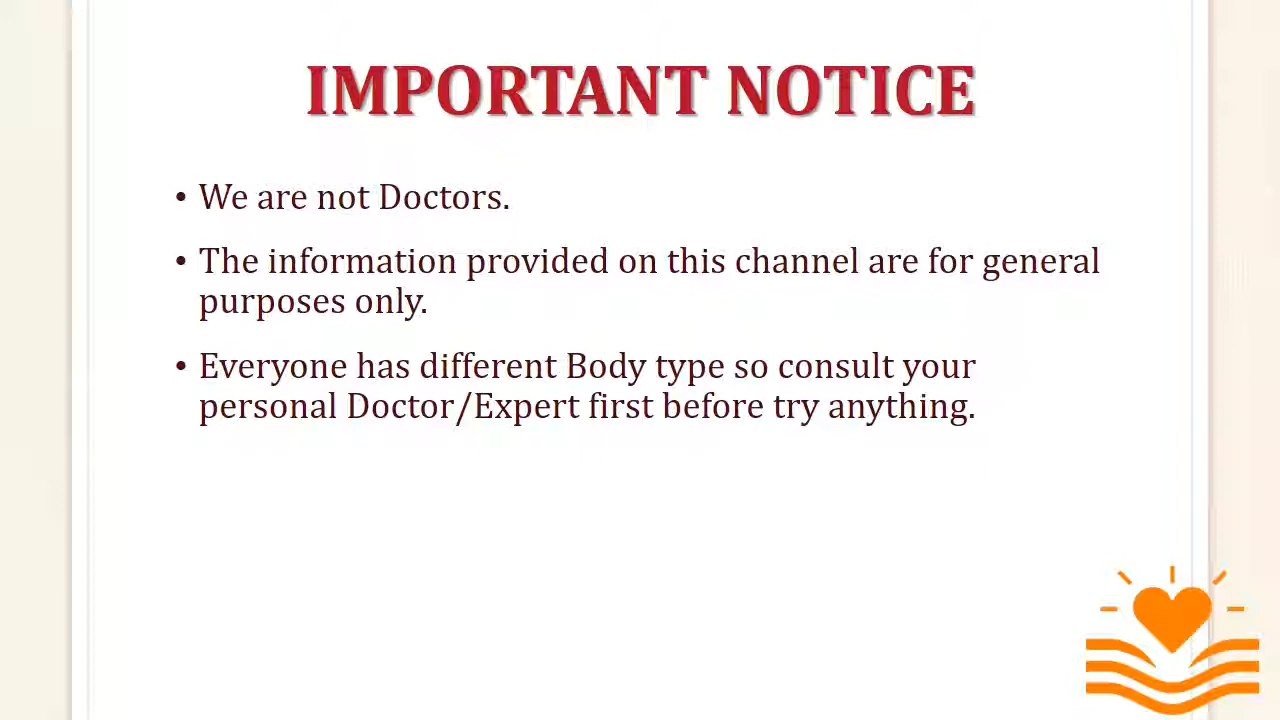 IMPORTANT NOTICE
• We are not Doctors.
• The information provided on this channel are for general
purposes only.
• Everyone has different Body type so consult your
personal Doctor/Expert first before try anything.